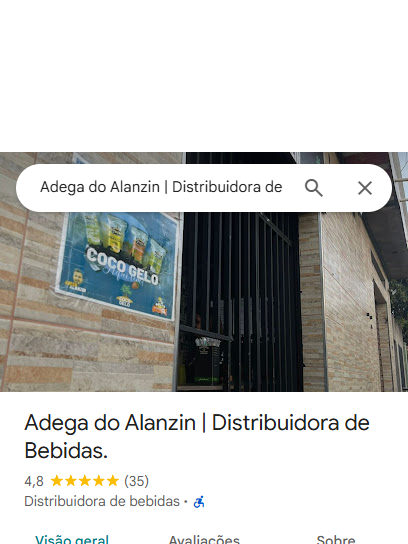 Adega do Alanzin | Distribuidora de
COCO GELO
Adega do Alanzin | Distribuidora de
Bebidas.
4,8 (35)
Distribuidora de bebidas ·
Visão geral Avaliações Sobre